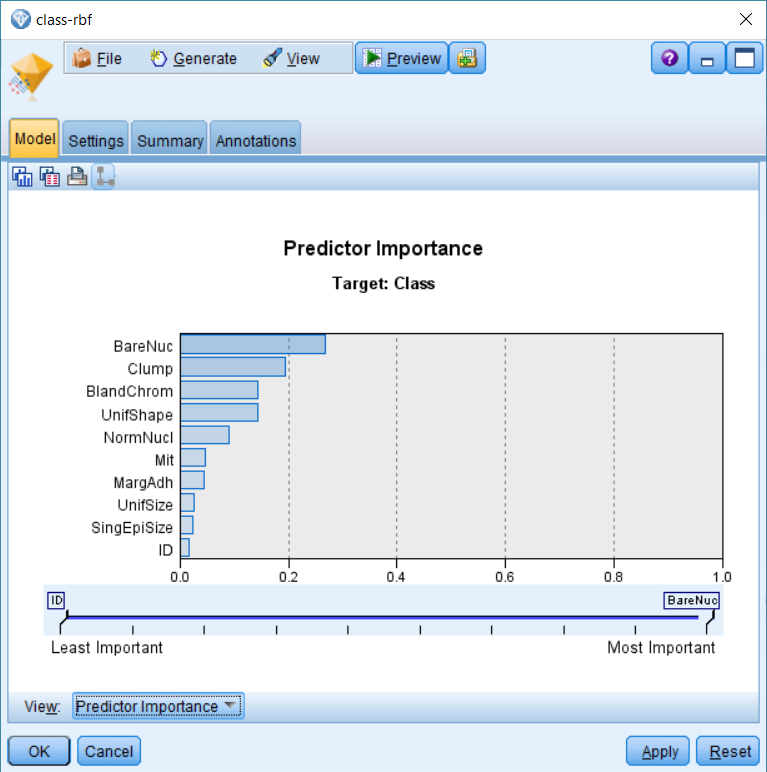 class-rbf
File Generate View Preview
Model Settings Summary Annotations
Predictor Importance
Target: Class
BareNuc
Clump
BlandChrom
UnifShape
NormNucl
Mit
MargAdh
UnifSize
SingEpiSize
ID
0.0 0.2 0.4 0.6 0.8 1.0
ID BareNuc
Least Important Most Important
View: Predictor Importance
OK Cancel Apply Reset